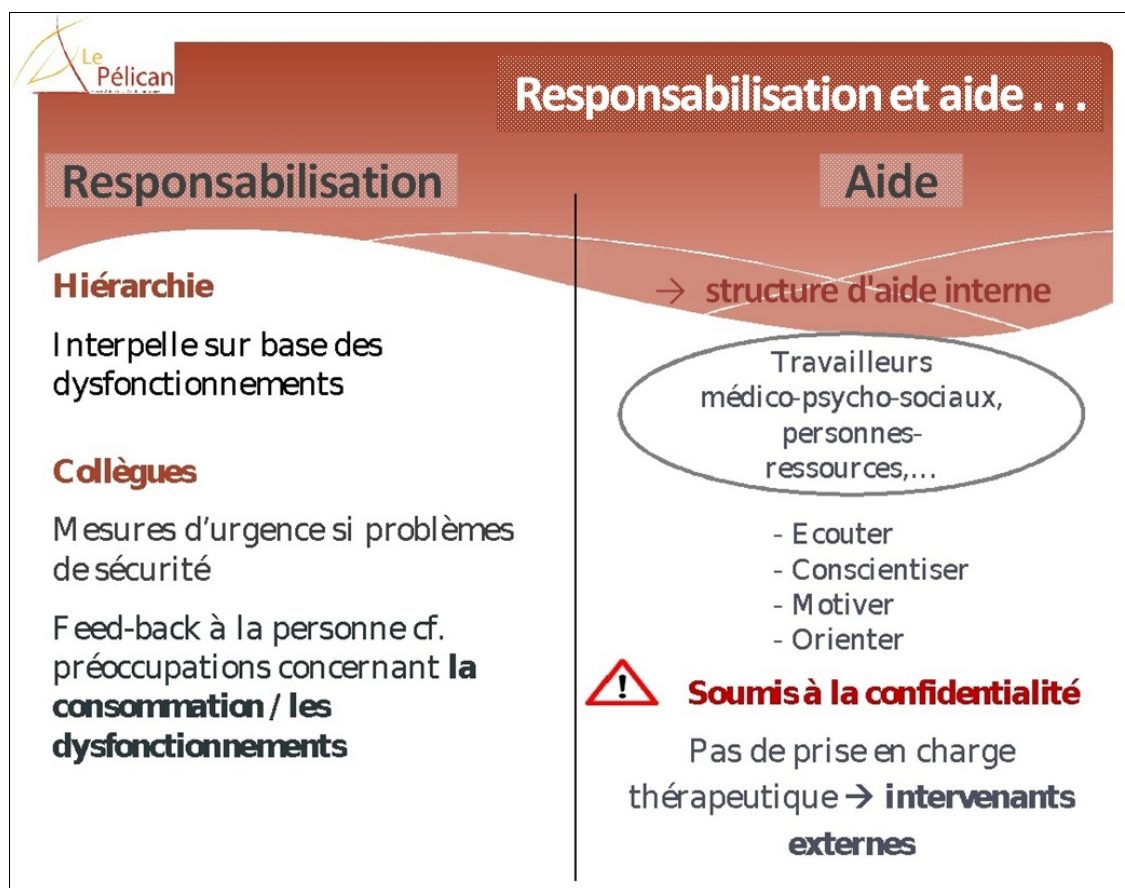 Le
Pélican
Responsabilisation et aide . . .
Responsabilisation
Hiérarchie
Interpelle sur base des
dysfonctionnements
Collègues
Mesures d’urgence si problèmes
de sécurité
Feed-back à la personne cf.
préoccupations concernant la
consommation / les
dysfonctionnements
Aide
→ structure d'aide interne
Travailleurs
médico-psycho-sociaux,
personnes-
ressources,...
- Ecouter
- Conscientiser
- Motiver
- Orienter
! Soumis à la confidentialité
Pas de prise en charge
thérapeutique → intervenants
externes